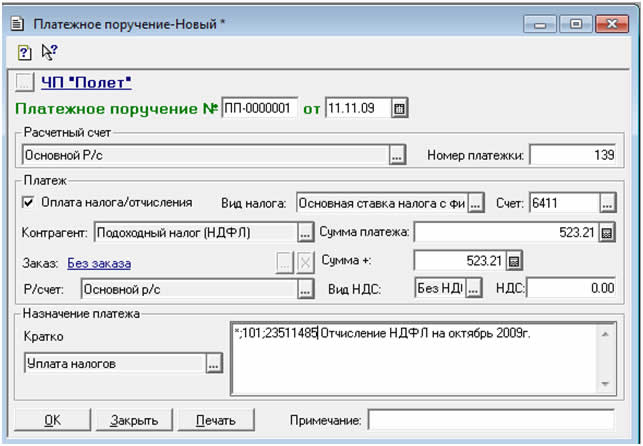 Платежное поручение-Новый *
ЧП "Полет"
Платежное поручение № ПП-0000001 от 11.11.09
Расчетный счет
Основной Р/с ... Номер платежки: 139
Платеж
Оплата налога/отчисления Вид налога: Основная ставка налога с фи ... Счет: 6411 ...
Контрагент: Подоходный налог (НДФЛ) ... Сумма платежа: 523.21
Заказ: Без заказа ... Сумма +: 523.21
Р/счет: Основной р/с ... Вид НДС: Без НДІ ... НДС: 0.00
Назначение платежа
Кратко
*;101;23511485 Отчисление НДФЛ на октябрь 2009г.
Уплата налогов ...
OK Закрыть Печать Примечание: